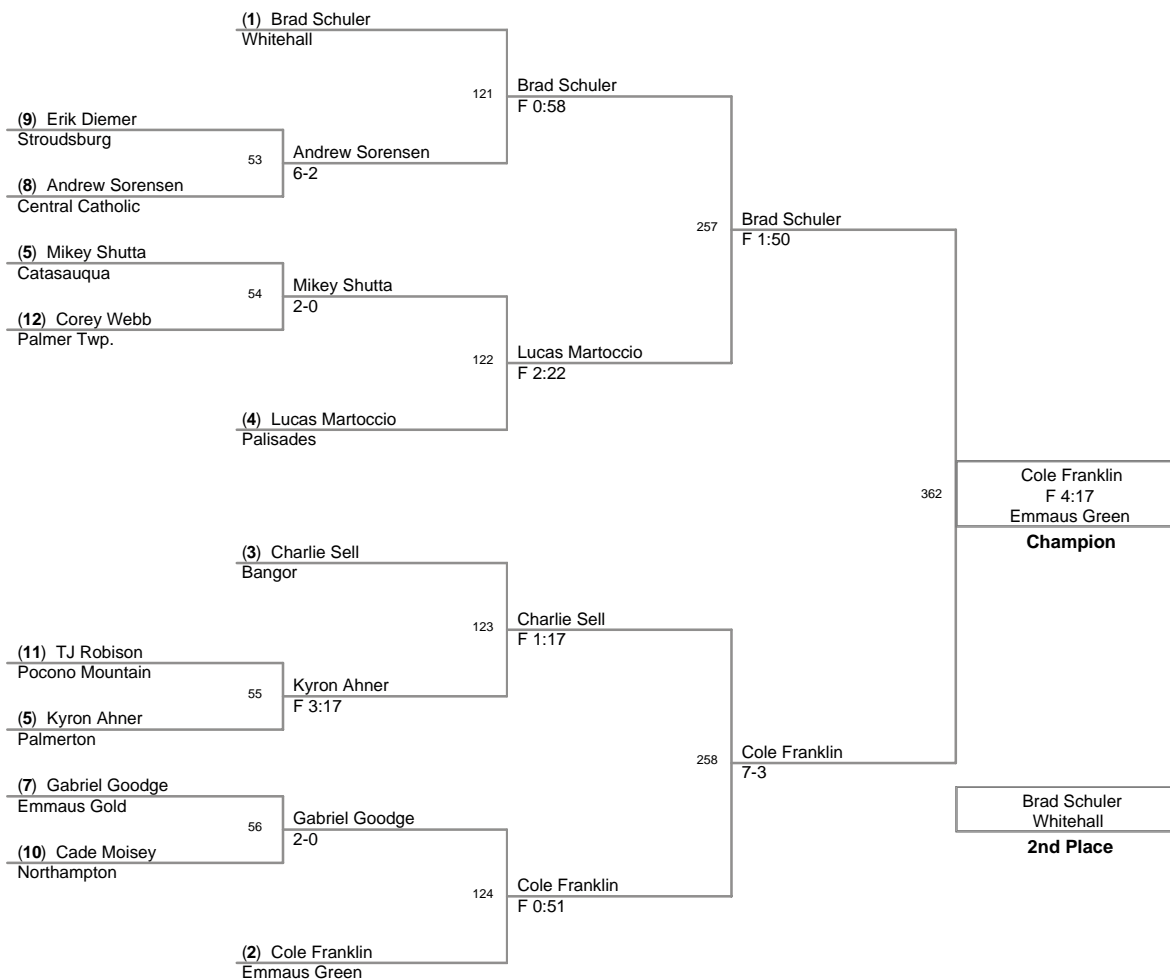 (1) Brad Schuler
Whitehall
121
Brad Schuler
F 0:58
(9) Erik Diemer
Stroudsburg
53
Andrew Sorensen
6-2
(8) Andrew Sorensen
Central Catholic
257
Brad Schuler
F 1:50
(5) Mikey Shutta
Catasauqua
54
Mikey Shutta
2-0
(12) Corey Webb
Palmer Twp.
122
Lucas Martoccio
F 2:22
(4) Lucas Martoccio
Palisades
362
Cole Franklin
F 4:17
Emmaus Green
Champion
(3) Charlie Sell
Bangor
123
Charlie Sell
F 1:17
(11) TJ Robison
Pocono Mountain
55
Kyron Ahner
F 3:17
(5) Kyron Ahner
Palmerton
258
Cole Franklin
7-3
(7) Gabriel Goodge
Emmaus Gold
56
Gabriel Goodge
2-0
(10) Cade Moisey
Northampton
Brad Schuler
Whitehall
2nd Place
124
Cole Franklin
F 0:51
(2) Cole Franklin
Emmaus Green